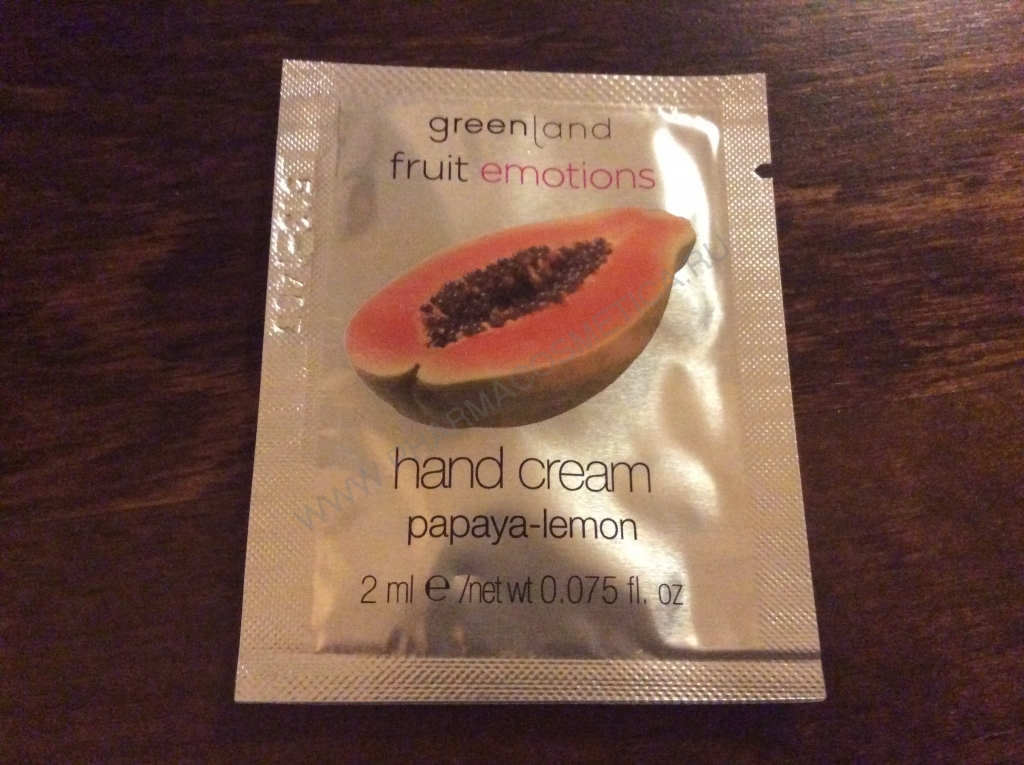 greenland
fruit emotions
hand cream
papaya-lemon
2 ml ℮ /net wt 0.075 fl. oz